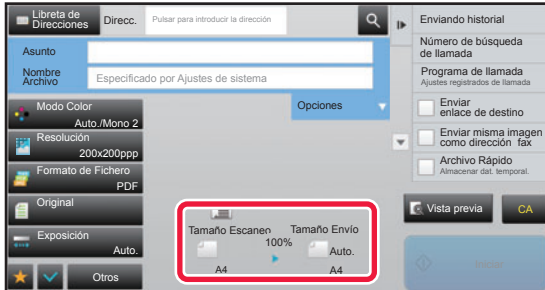 Libreta de
Direcciones
Direcc.
Pulsar para introducir la dirección
Asunto
Nombre
Archivo
Especificado por Ajustes de sistema
Opciones
Modo Color
Auto./Mono 2
Resolución
200x200ppp
Formato de Fichero
PDF
Original
Exposición
Auto.
Otros
Tamaño Escaneo
100%
Tamaño Envío
Auto.
A4
A4
Enviando historial
Número de búsqueda
de llamada
Programa de llamada
Ajustes registrados de llamada
Enviar
enlace de destino
Enviar misma imagen
como dirección fax
Archivo Rápido
Almacenar dat. temporal.
Vista previa
CA